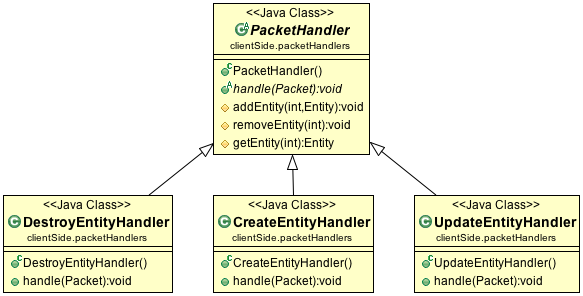 <<Java Class>>
PacketHandler
clientSide.packetHandlers
PacketHandler()
handle(Packet):void
addEntity(int,Entity):void
removeEntity(int):void
getEntity(int):Entity
<<Java Class>>
DestroyEntityHandler
clientSide.packetHandlers
DestroyEntityHandler()
handle(Packet):void
<<Java Class>>
CreateEntityHandler
clientSide.packetHandlers
CreateEntityHandler()
handle(Packet):void
<<Java Class>>
UpdateEntityHandler
clientSide.packetHandlers
UpdateEntityHandler()
handle(Packet):void